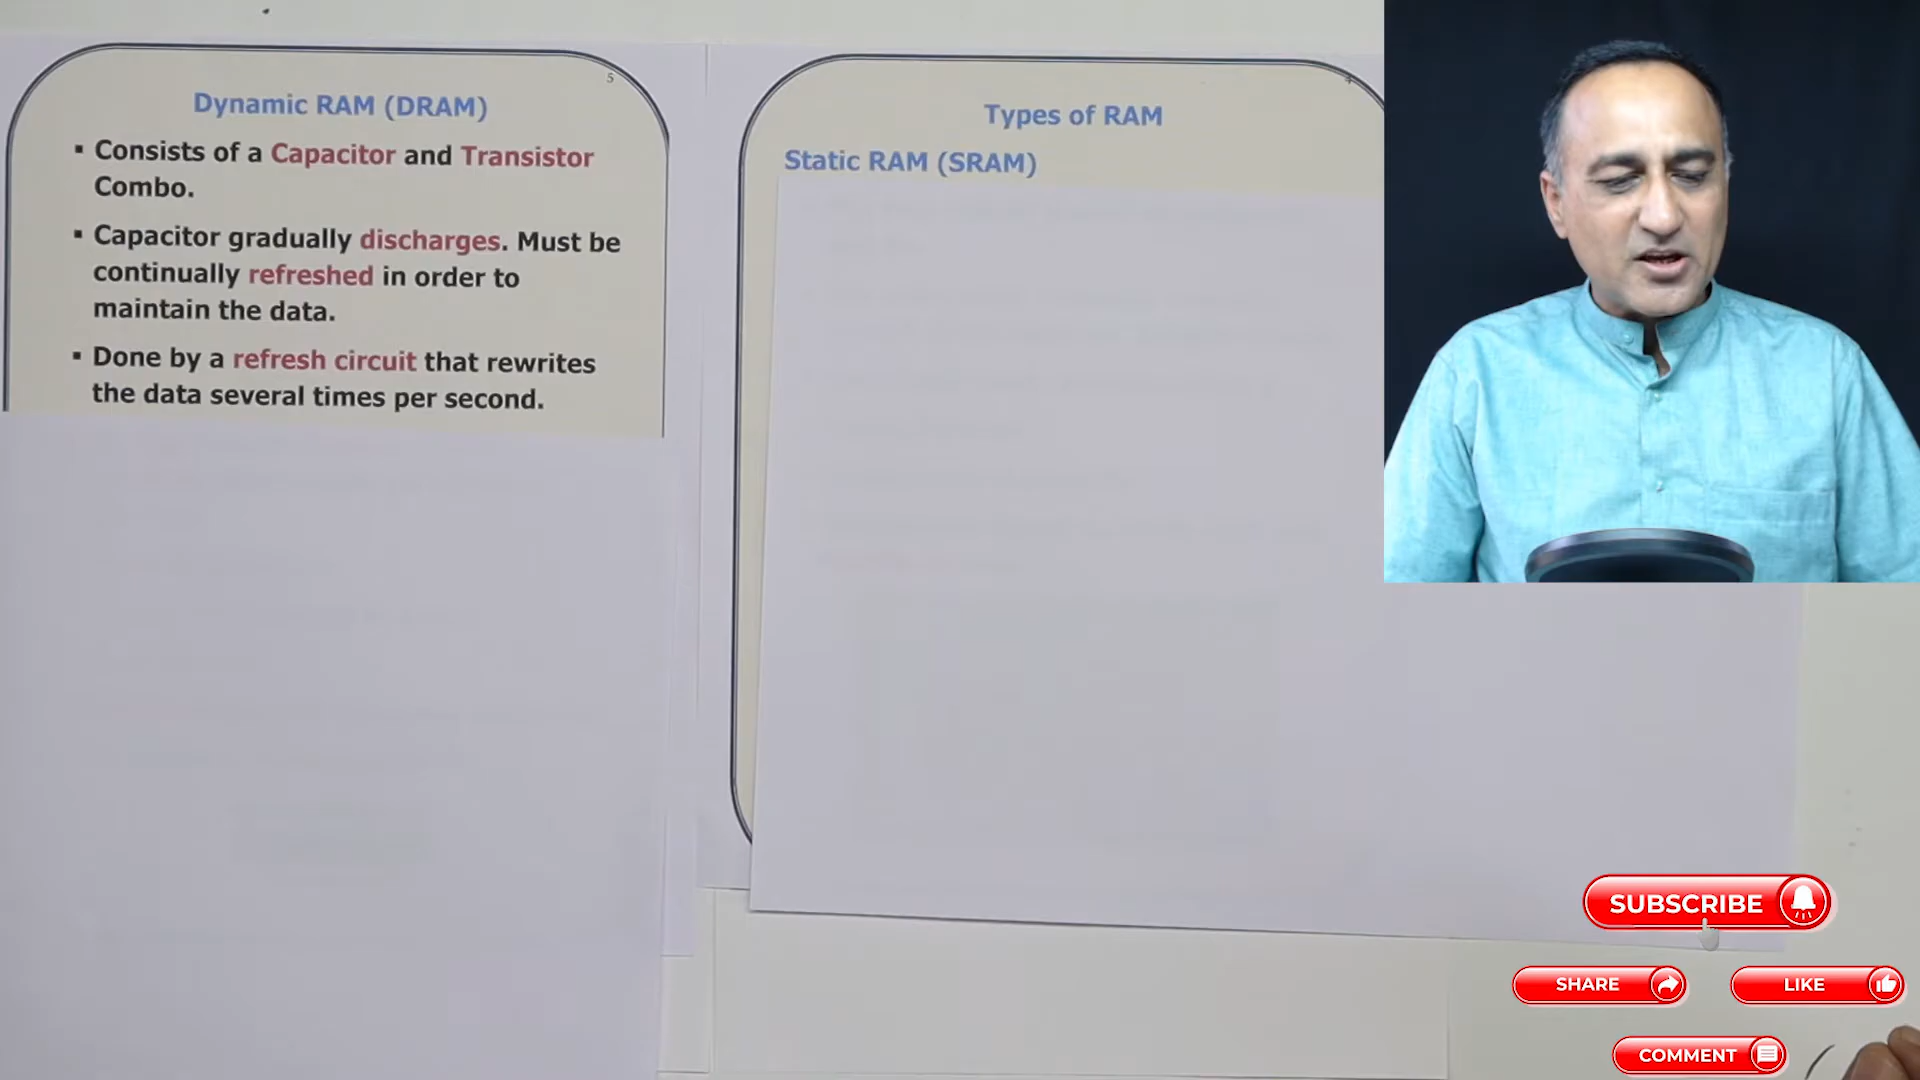 5
Dynamic RAM (DRAM)
▪ Consists of a Capacitor and Transistor
Combo.
▪ Capacitor gradually discharges. Must be
continually refreshed in order to
maintain the data.
▪ Done by a refresh circuit that rewrites
the data several times per second.
Types of RAM
Static RAM (SRAM)
SUBSCRIBE
SHARE
LIKE
COMMENT